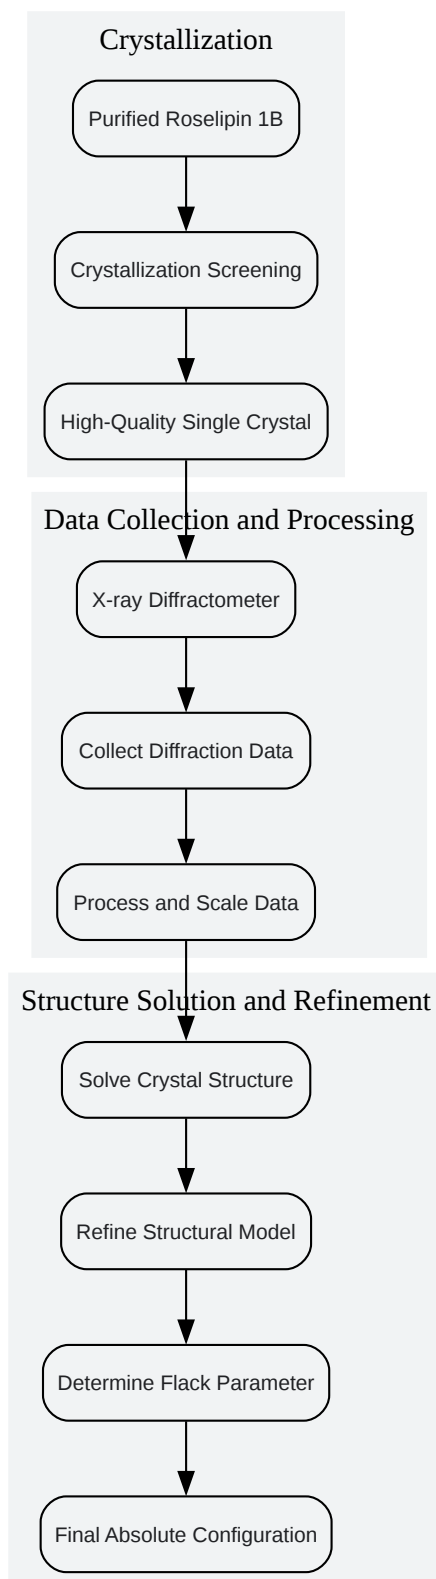 Crystallization
Purified Roselipin 1B
Crystallization Screening
High-Quality Single Crystal
Data Collection and Processing
X-ray Diffractometer
Collect Diffraction Data
Process and Scale Data
Structure Solution and Refinement
Solve Crystal Structure
Refine Structural Model
Determine Flack Parameter
Final Absolute Configuration